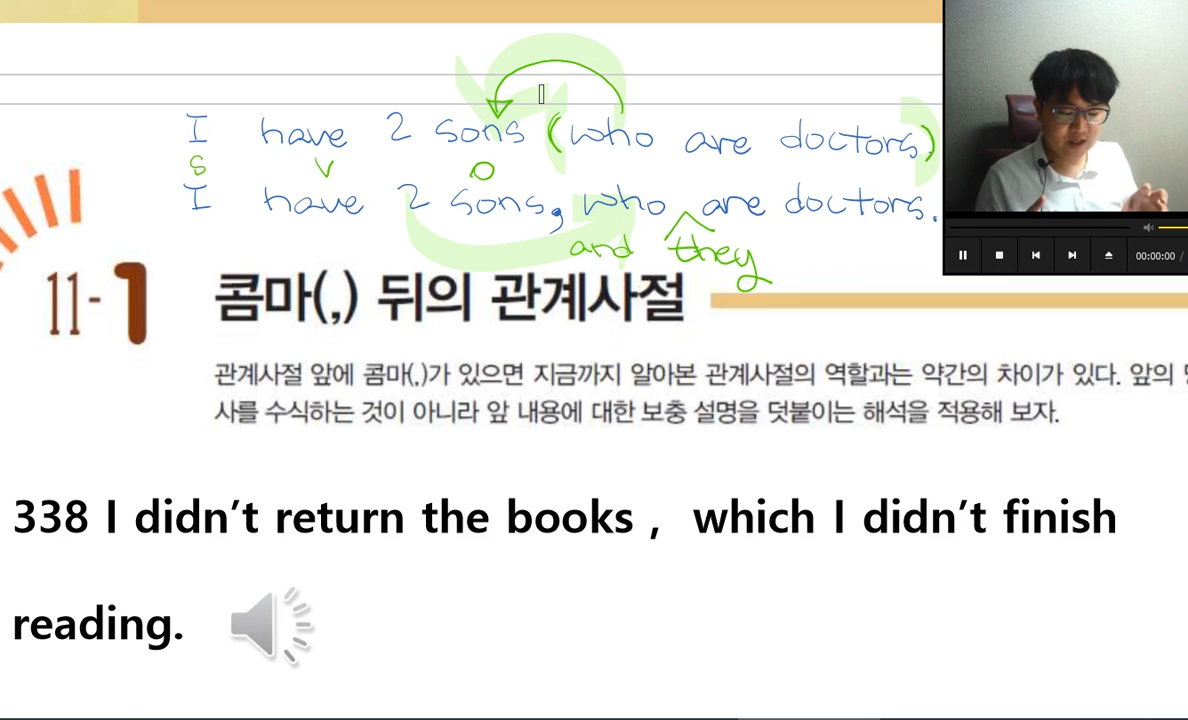 I have 2 sons (who are doctors.)
S V O
I have 2 sons, who are doctors.
and they
11-1 콤마(,) 뒤의 관계사절
관계사절 앞에 콤마(,)가 있으면 지금까지 알아본 관계사절의 역할과는 약간의 차이가 있다. 앞의
사를 수식하는 것이 아니라 앞 내용에 대한 보충 설명을 덧붙이는 해석을 적용해 보자.
338 I didn’t return the books , which I didn’t finish
reading.
00:00:00 /